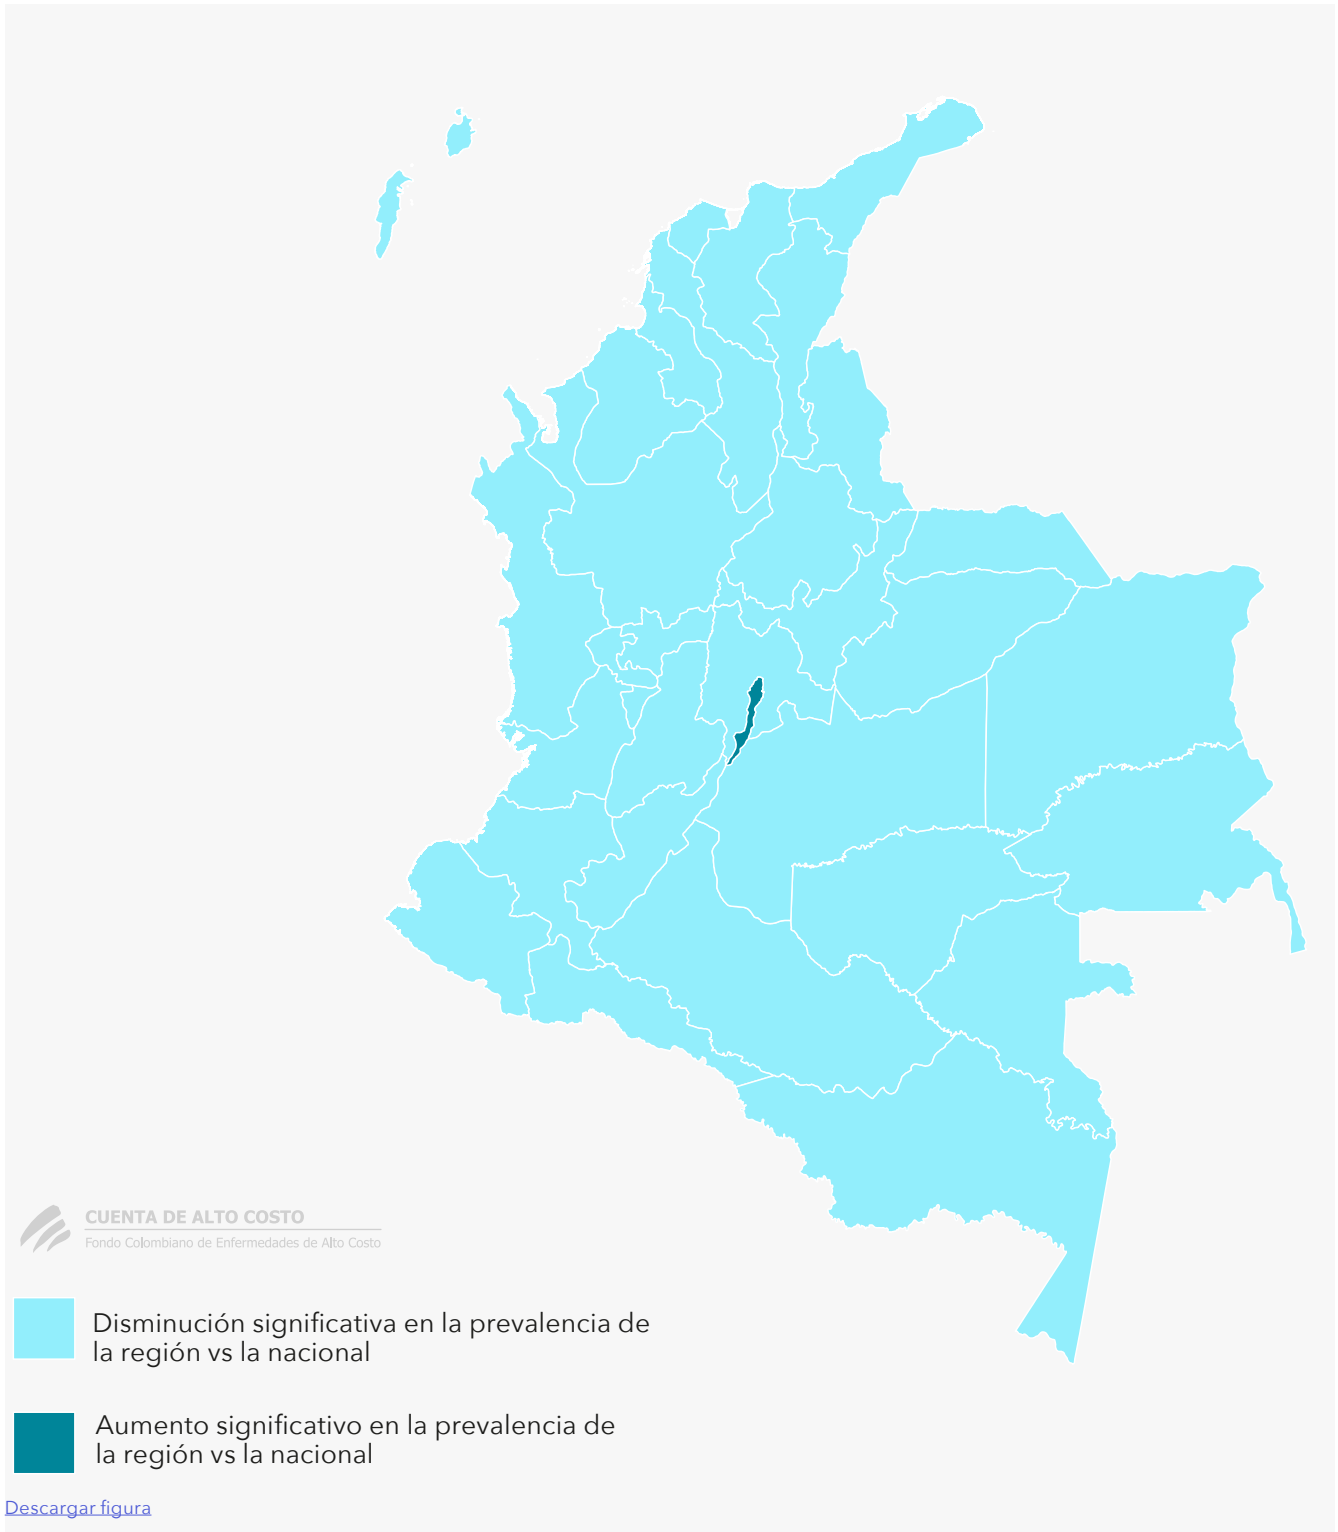 CUENTA DE ALTO COSTO
Fondo Colombiano de Enfermedades de Alto Costo
Disminución significativa en la prevalencia de
la región vs la nacional
Aumento significativo en la prevalencia de
la región vs la nacional
Descargar figura